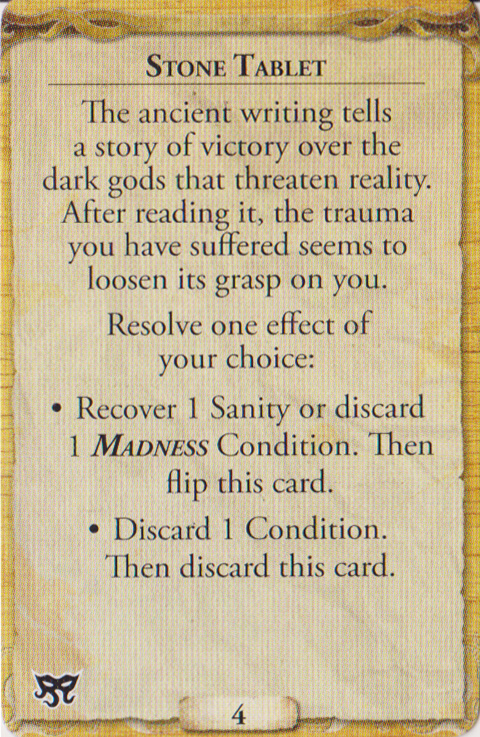 STONE TABLET
The ancient writing tells
a story of victory over the
dark gods that threaten reality.
After reading it, the trauma
you have suffered seems to
loosen its grasp on you.
Resolve one effect of
your choice:
• Recover 1 Sanity or discard
1 MADNESS Condition. Then
flip this card.
• Discard 1 Condition.
Then discard this card.
4